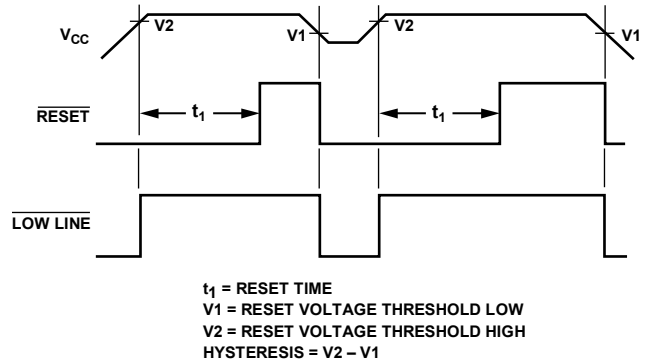 V2 V1 V2 V1
VCC
t1 t1
RESET
LOW LINE
t1 = RESET TIME
V1 = RESET VOLTAGE THRESHOLD LOW
V2 = RESET VOLTAGE THRESHOLD HIGH
HYSTERESIS = V2 – V1